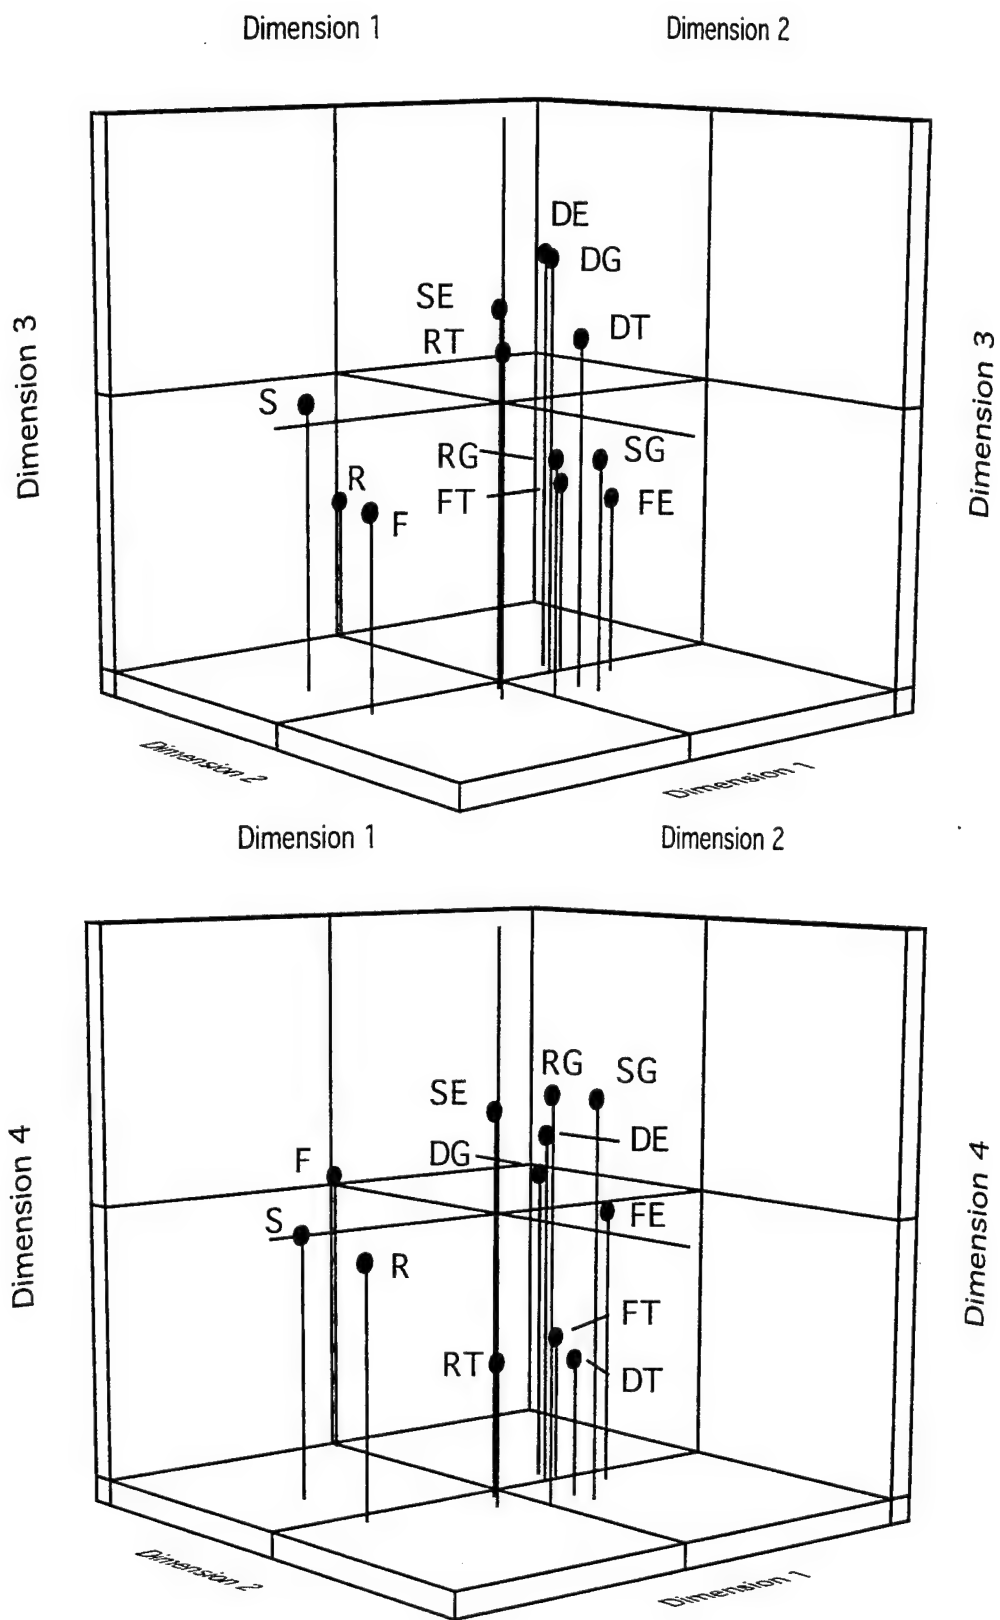 Dimension 1
Dimension 2
DE
DG
SE
RT
DT
Dimension 3
Dimension 3
S
RG
SG
R
FT
FE
F
Dimension 2
Dimension 1
Dimension 1
Dimension 2
RG
SG
SE
DE
F
DG
Dimension 4
Dimension 4
S
FE
R
FT
RT
DT
Dimension 2
Dimension 1